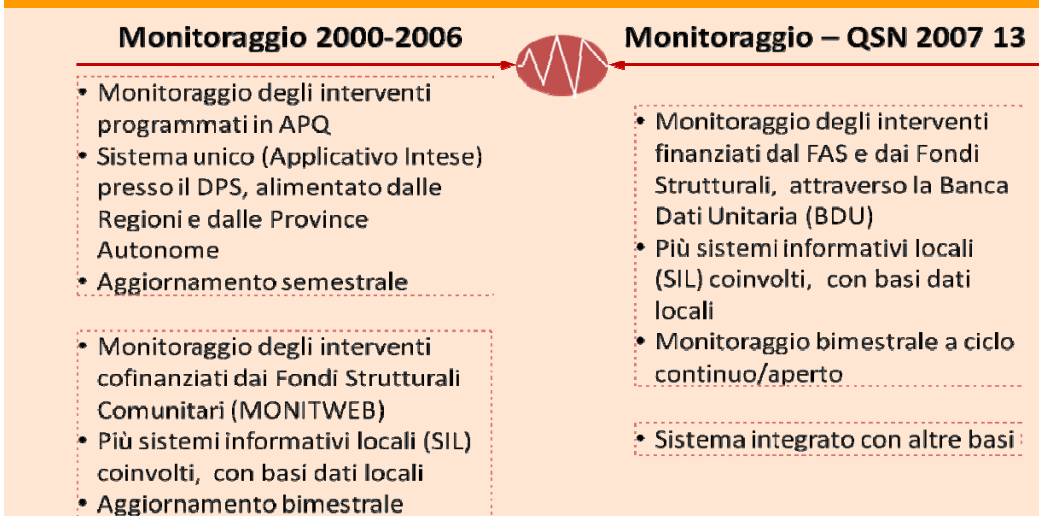 Monitoraggio 2000-2006
• Monitoraggio degli interventi
programmati in APQ
• Sistema unico (Applicativo Intese)
presso il DPS, alimentato dalle
Regioni e dalle Province
Autonome
• Aggiornamento semestrale
• Monitoraggio degli interventi
cofinanziati dai Fondi Strutturali
Comunitari (MONITWEB)
• Più sistemi informativi locali (SIL)
coinvolti, con basi dati locali
• Aggiornamento bimestrale
Monitoraggio – QSN 2007 13
• Monitoraggio degli interventi
finanziati dal FAS e dai Fondi
Strutturali, attraverso la Banca
Dati Unitaria (BDU)
• Più sistemi informativi locali
(SIL) coinvolti, con basi dati
locali
• Monitoraggio bimestrale a ciclo
continuo/aperto
• Sistema integrato con altre basi